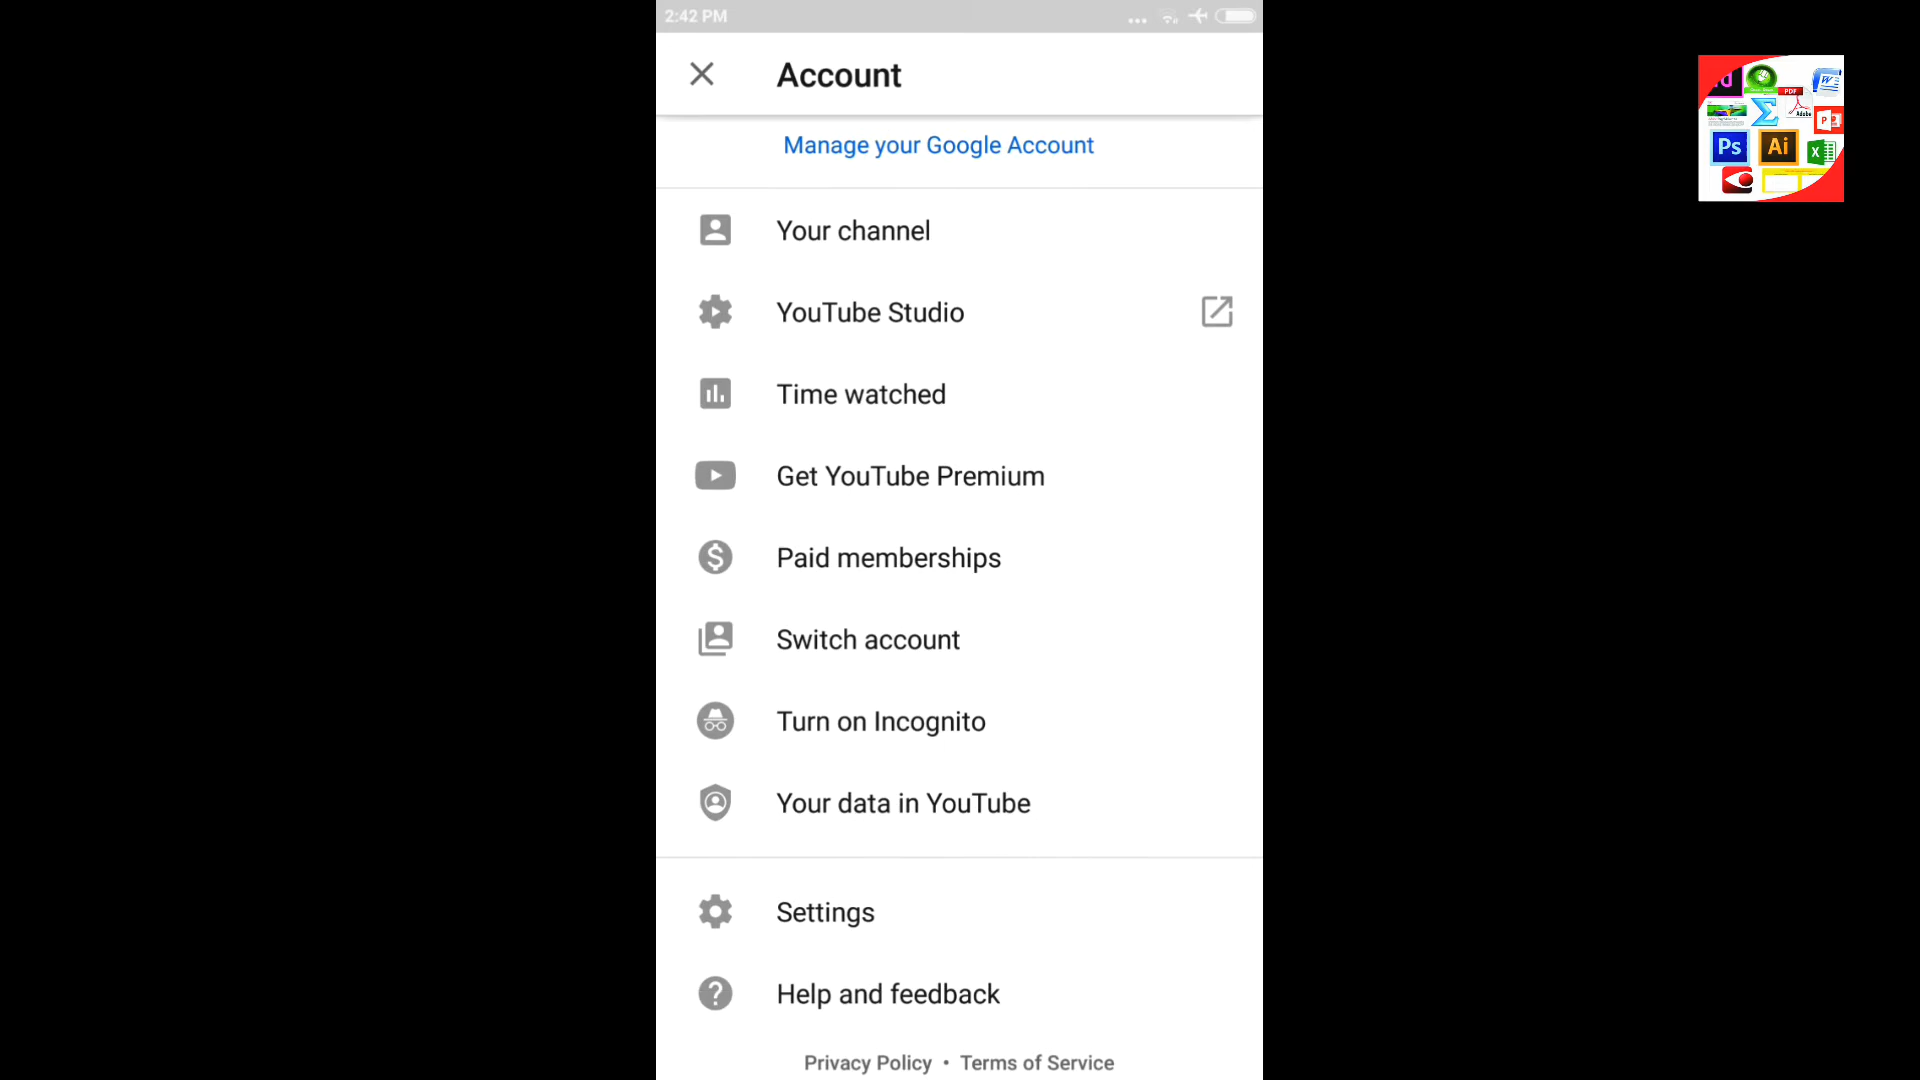 2:42 PM
Account
Manage your Google Account
Your channel
YouTube Studio
Time watched
Get YouTube Premium
Paid memberships
Switch account
Turn on Incognito
Your data in YouTube
Settings
Help and feedback
Privacy Policy • Terms of Service
W
PDF
Adobe
P
Ps
Ai
X